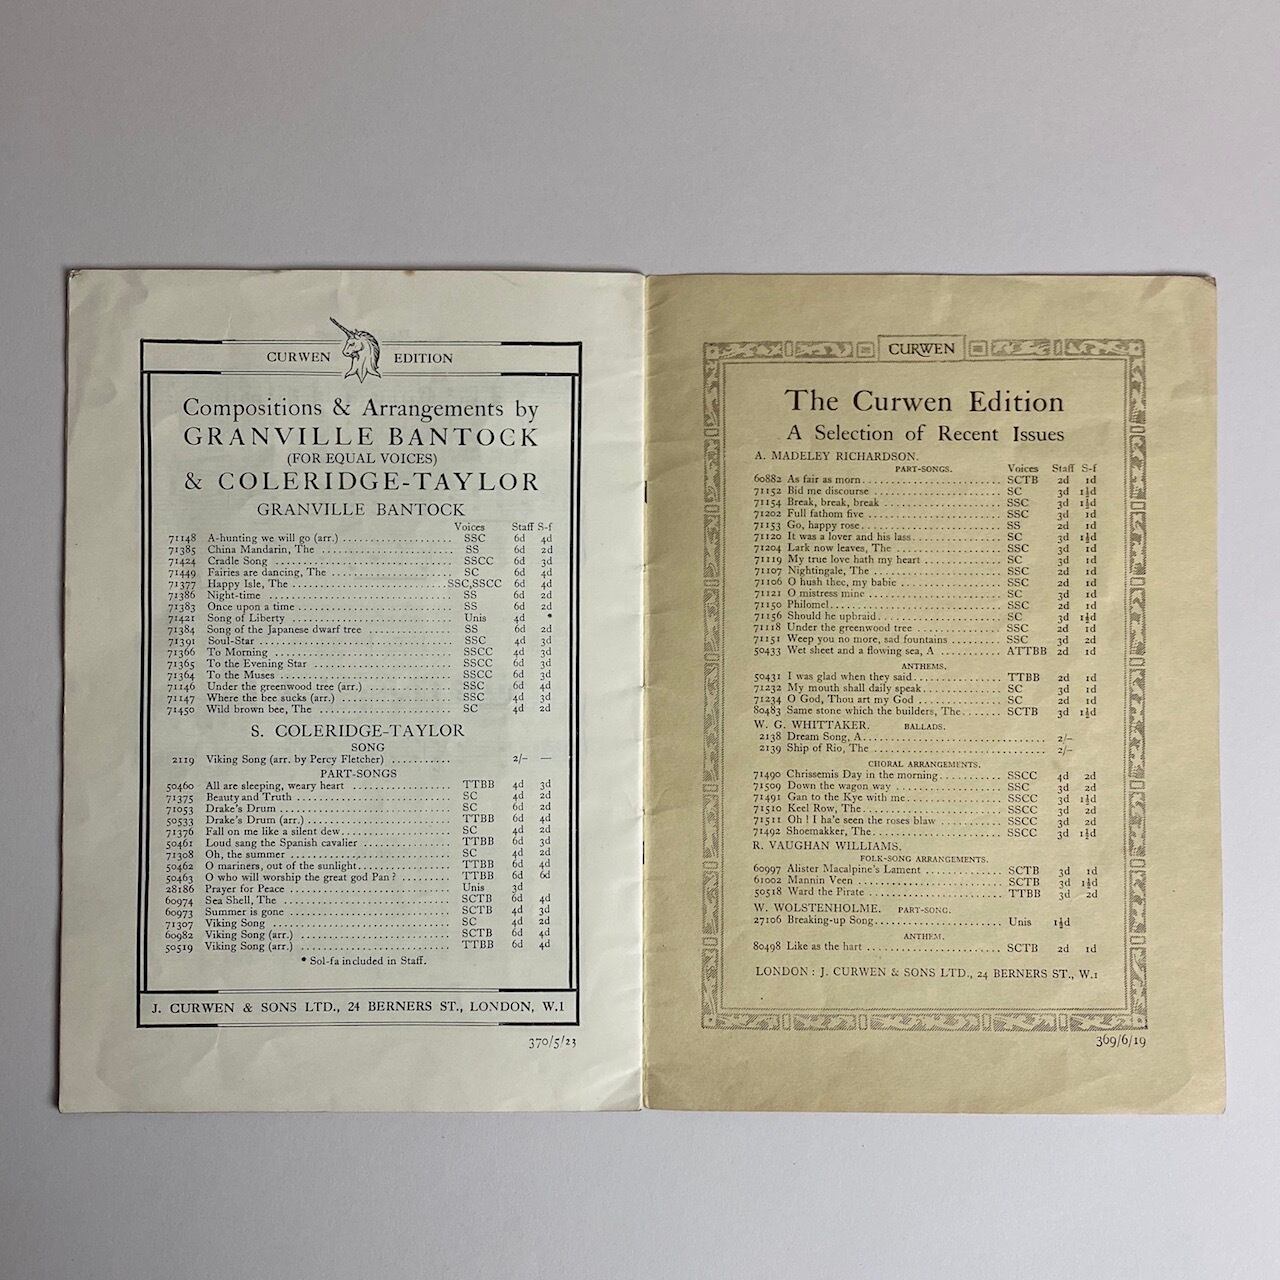 CURWEN EDITION
Compositions & Arrangements by
GRANVILLE BANTOCK
(FOR EQUAL VOICES)
& COLERIDGE-TAYLOR
GRANVILLE BANTOCK
Voices Staff S-f
71148 A-hunting we will go (arr.) SSC 6d 4d
71385 China Mandarin, The SS 6d 2d
71424 Cradle Song SSCC 6d 3d
71449 Fairies are dancing, The SC 6d 4d
71377 Happy Isle, The SSC,SSCC 6d 4d
71386 Night-time SS 6d 2d
71383 Once upon a time SS 6d 2d
71421 Song of Liberty Unis 4d *
71384 Song of the Japanese dwarf tree SS 6d 2d
71391 Soul-Star SSC 4d 3d
71366 To Morning SSCC 4d 3d
71365 To the Evening Star SSCC 6d 3d
71364 To the Muses SSCC 6d 3d
71146 Under the greenwood tree (arr.) SSC 6d 4d
71147 Where the bee sucks (arr.) SSC 4d 3d
71450 Wild brown bee, The SC 4d 2d
S. COLERIDGE-TAYLOR
SONG
2119 Viking Song (arr. by Percy Fletcher) 2/- —
PART-SONGS
50460 All are sleeping, weary heart TTBB 4d 3d
71375 Beauty and Truth SC 4d 2d
71053 Drake's Drum SC 6d 2d
50533 Drake's Drum (arr.) TTBB 6d 4d
71376 Fall on me like a silent dew SC 4d 2d
50461 Loud sang the Spanish cavalier TTBB 6d 3d
71308 Oh, the summer SC 4d 2d
50462 O mariners, out of the sunlight TTBB 6d 4d
50463 O who will worship the great god Pan ? TTBB 6d 6d
28186 Prayer for Peace Unis 3d
60974 Sea Shell, The SCTB 6d 4d
60973 Summer is gone SCTB 4d 3d
71307 Viking Song SC 4d 2d
60982 Viking Song (arr.) SCTB 6d 4d
50519 Viking Song (arr.) TTBB 6d 4d
* Sol-fa included in Staff.
J. CURWEN & SONS LTD., 24 BERNERS ST., LONDON, W.1
370/5/23
CURWEN
The Curwen Edition
A Selection of Recent Issues
A. MADELEY RICHARDSON.
PART-SONGS. Voices Staff S-f
60882 As fair as morn SCTB 2d 1d
71152 Bid me discourse SC 3d 1½d
71154 Break, break, break SSC 3d 1½d
71202 Full fathom five SSC 3d 1d
71153 Go, happy rose SS 2d 1d
71120 It was a lover and his lass SC 3d 1½d
71204 Lark now leaves, The SSC 3d 1d
71119 My true love hath my heart SC 3d 1d
71107 Nightingale, The SSC 2d 1d
71106 O hush thee, my babie SSC 2d 1d
71121 O mistress mine SC 3d 1d
71150 Philomel SSC 2d 1d
71156 Should he upbraid SC 3d 1½d
71118 Under the greenwood tree SSC 2d 1d
71151 Weep you no more, sad fountains SSC 3d 2d
50433 Wet sheet and a flowing sea, A ATTBB 2d 1d
ANTHEMS.
50431 I was glad when they said TTBB 2d 1d
71232 My mouth shall daily speak SC 3d 1d
71234 O God, Thou art my God SC 2d 1d
80483 Same stone which the builders, The SCTB 3d 1½d
W. G. WHITTAKER. BALLADS.
2138 Dream Song, A 2/-
2139 Ship of Rio, The 2/-
CHORAL ARRANGEMENTS.
71490 Chrissemis Day in the morning SSCC 4d 2d
71509 Down the wagon way SSC 3d 2d
71491 Gan to the Kye with me SSCC 3d 1½d
71510 Keel Row, The SSCC 3d 2d
71511 Oh ! I ha'e seen the roses blaw SSCC 3d 2d
71492 Shoemakker, The SSCC 3d 1½d
R. VAUGHAN WILLIAMS.
FOLK-SONG ARRANGEMENTS.
60997 Alister Macalpine's Lament SCTB 3d 1d
61002 Mannin Veen SCTB 3d 1½d
50518 Ward the Pirate TTBB 3d 2d
W. WOLSTENHOLME. PART-SONG.
27106 Breaking-up Song Unis 1½d
ANTHEM.
80498 Like as the hart SCTB 2d 1d
LONDON : J. CURWEN & SONS LTD., 24 BERNERS ST., W.1
369/6/19